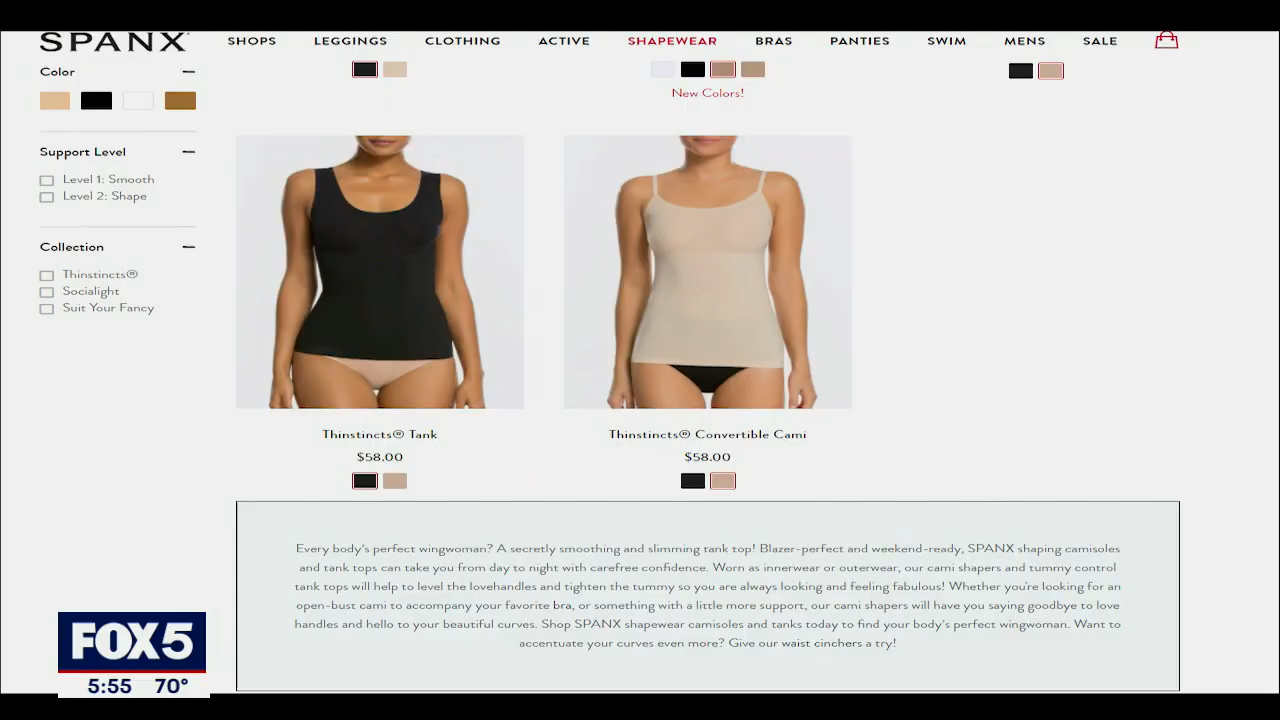 SPANX
SHOPS LEGGINGS CLOTHING ACTIVE SHAPEWEAR BRAS PANTIES SWIM MENS SALE
Color
New Colors!
Support Level
Level 1: Smooth
Level 2: Shape
Collection
Thinstincts®
Socialight
Suit Your Fancy
Thinstincts® Tank
$58.00
Thinstincts® Convertible Cami
$58.00
Every body's perfect wingwoman? A secretly smoothing and slimming tank top! Blazer-perfect and weekend-ready, SPANX shaping camisoles
and tank tops can take you from day to night with carefree confidence. Worn as innerwear or outerwear, our cami shapers and tummy control
tank tops will help to level the lovehandles and tighten the tummy so you are always looking and feeling fabulous! Whether you're looking for an
open-bust cami to accompany your favorite bra, or something with a little more support, our cami shapers will have you saying goodbye to love
handles and hello to your beautiful curves. Shop SPANX shapewear camisoles and tanks today to find your body's perfect wingwoman. Want to
accentuate your curves even more? Give our waist cinchers a try!
FOX5
5:55 70°